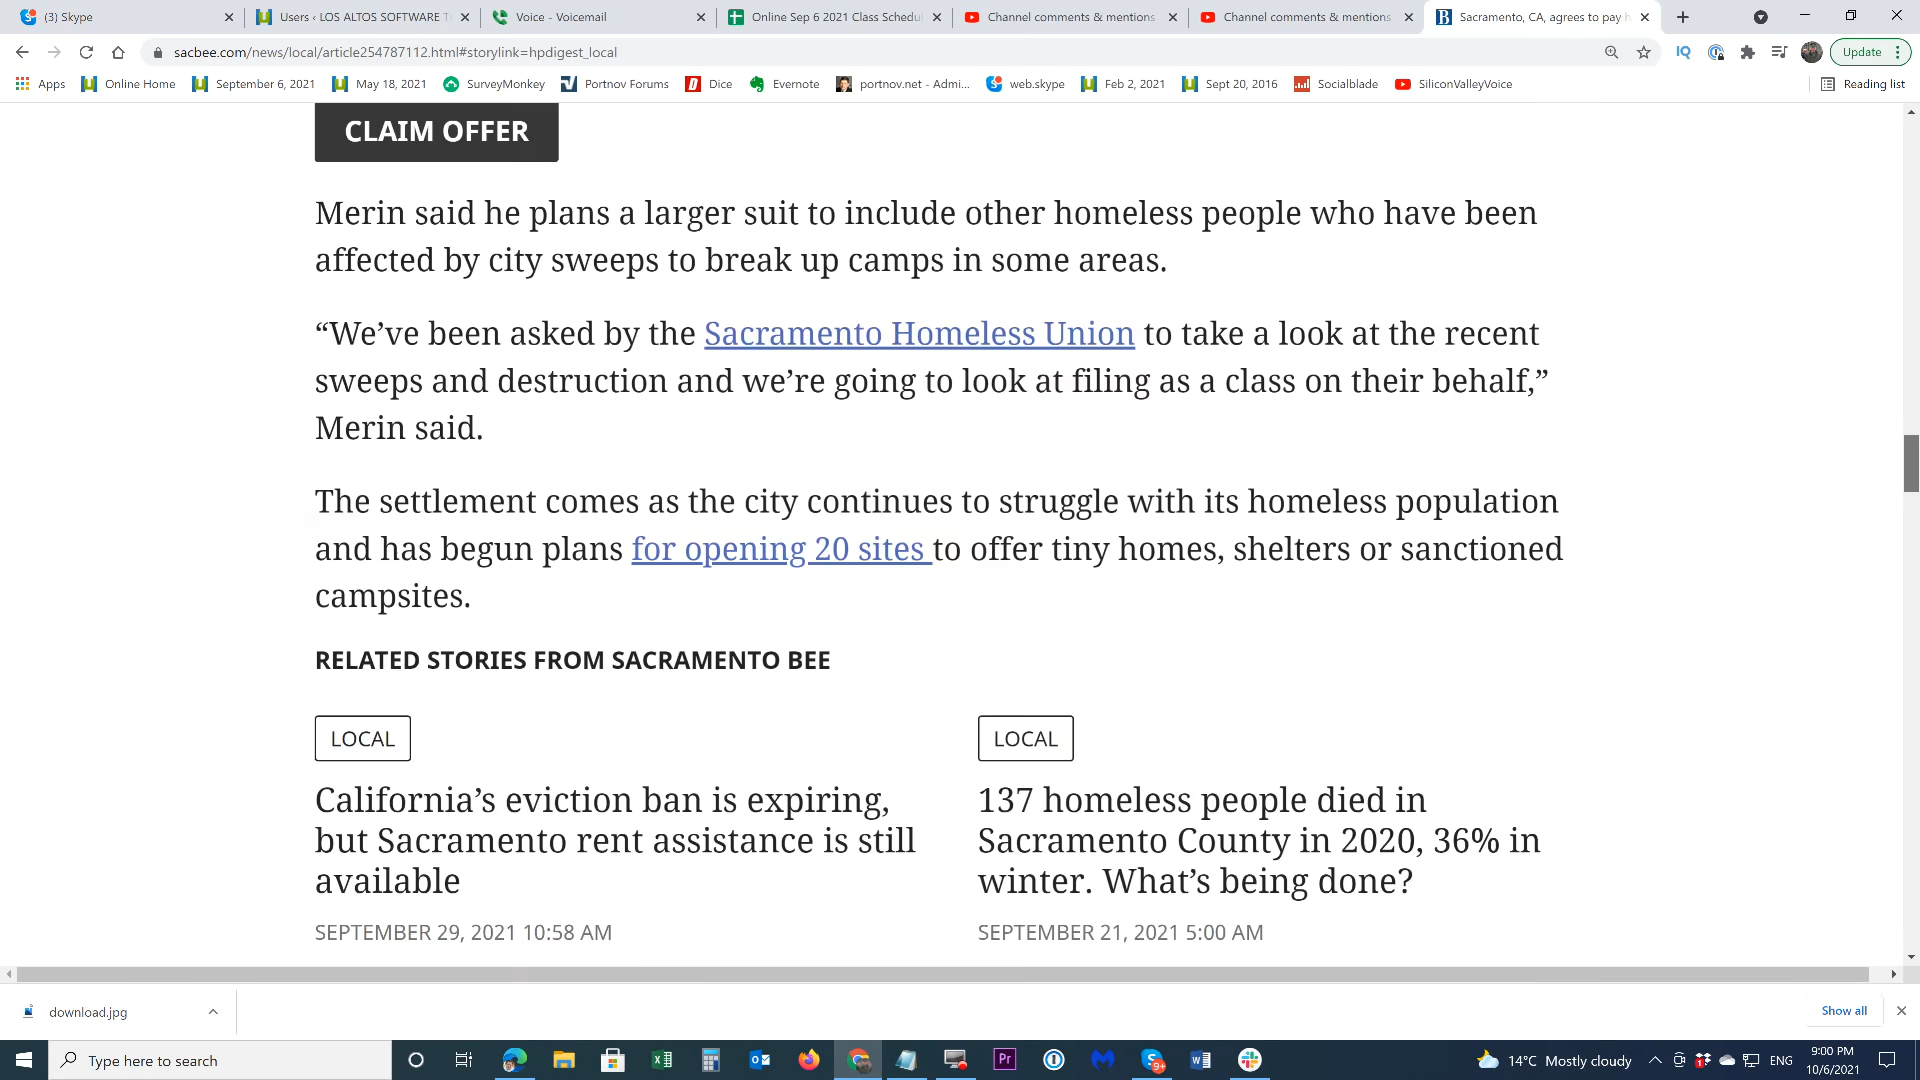 (3) Skype
Users ‹ LOS ALTOS SOFTWARE T
Voice - Voicemail
Online Sep 6 2021 Class Schedul
Channel comments & mentions
Channel comments & mentions
Sacramento, CA, agrees to pay h
sacbee.com/news/local/article254787112.html#storylink=hpdigest_local
IQ
Update
Apps
Online Home
September 6, 2021
May 18, 2021
SurveyMonkey
Portnov Forums
Dice
Evernote
portnov.net - Admi...
web.skype
Feb 2, 2021
Sept 20, 2016
Socialblade
SiliconValleyVoice
Reading list
CLAIM OFFER
Merin said he plans a larger suit to include other homeless people who have been
affected by city sweeps to break up camps in some areas.
“We’ve been asked by the Sacramento Homeless Union to take a look at the recent
sweeps and destruction and we’re going to look at filing as a class on their behalf,”
Merin said.
The settlement comes as the city continues to struggle with its homeless population
and has begun plans for opening 20 sites to offer tiny homes, shelters or sanctioned
campsites.
RELATED STORIES FROM SACRAMENTO BEE
LOCAL
California’s eviction ban is expiring,
but Sacramento rent assistance is still
available
SEPTEMBER 29, 2021 10:58 AM
LOCAL
137 homeless people died in
Sacramento County in 2020, 36% in
winter. What’s being done?
SEPTEMBER 21, 2021 5:00 AM
download.jpg
Show all
Type here to search
14°C Mostly cloudy
ENG
9:00 PM
10/6/2021